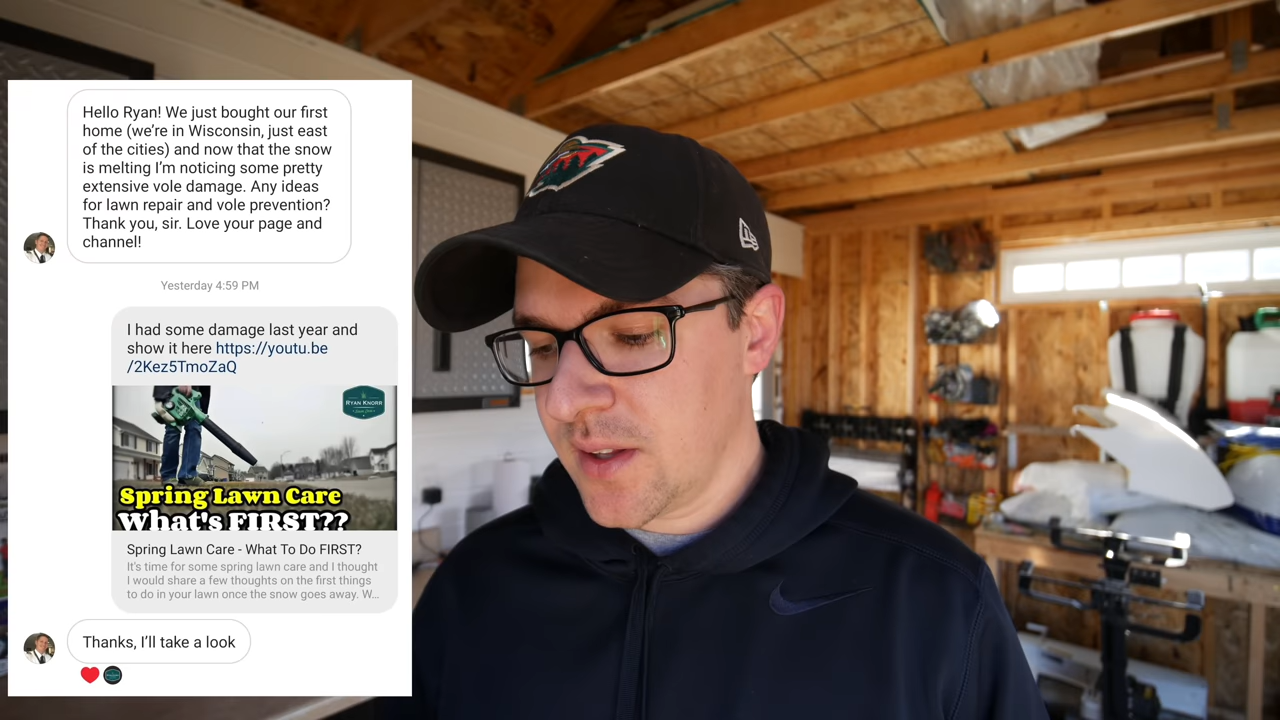 Hello Ryan! We just bought our first
home (we're in Wisconsin, just east
of the cities) and now that the snow
is melting I'm noticing some pretty
extensive vole damage. Any ideas
for lawn repair and vole prevention?
Thank you, sir. Love your page and
channel!
Yesterday 4:59 PM
I had some damage last year and
show it here https://youtu.be
/2Kez5TmoZaQ
RYAN KNORR
Spring Lawn Care
What's FIRST??
Spring Lawn Care - What To Do FIRST?
It's time for some spring lawn care and I thought
I would share a few thoughts on the first things
to do in your lawn once the snow goes away. W...
Thanks, I'll take a look